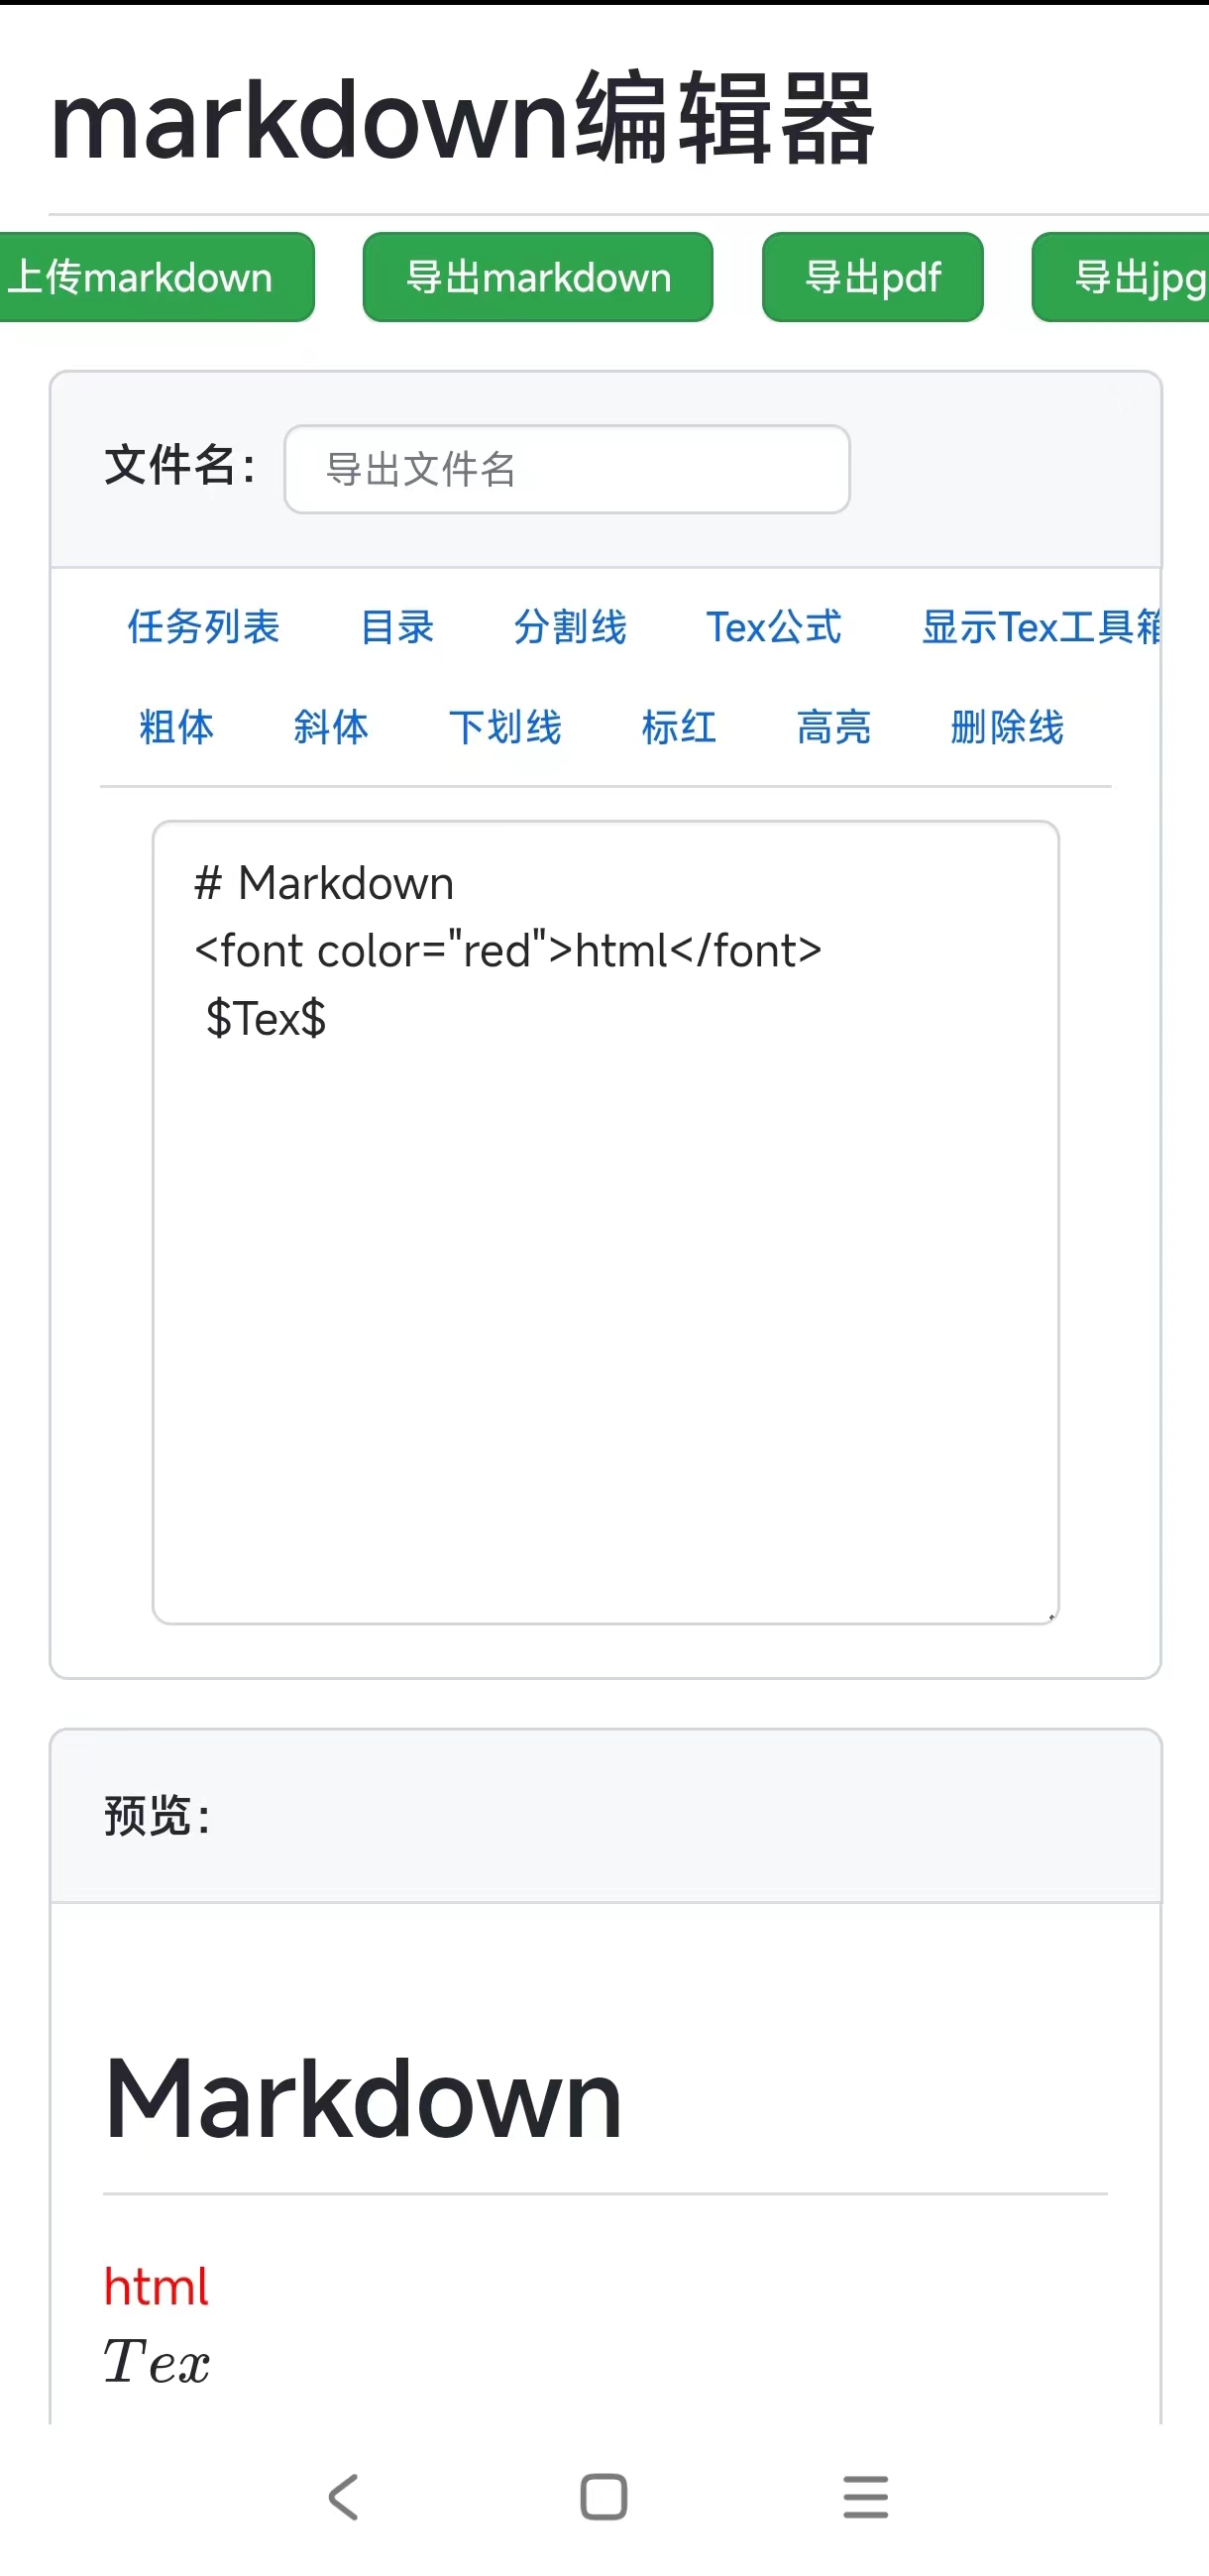 markdown编辑器
上传markdown 导出markdown 导出pdf 导出jpg
文件名： 导出文件名
任务列表 目录 分割线 Tex公式 显示Tex工具箱
粗体 斜体 下划线 标红 高亮 删除线
# Markdown
<font color="red">html</font>
$Tex$
预览：
Markdown
html
Tex